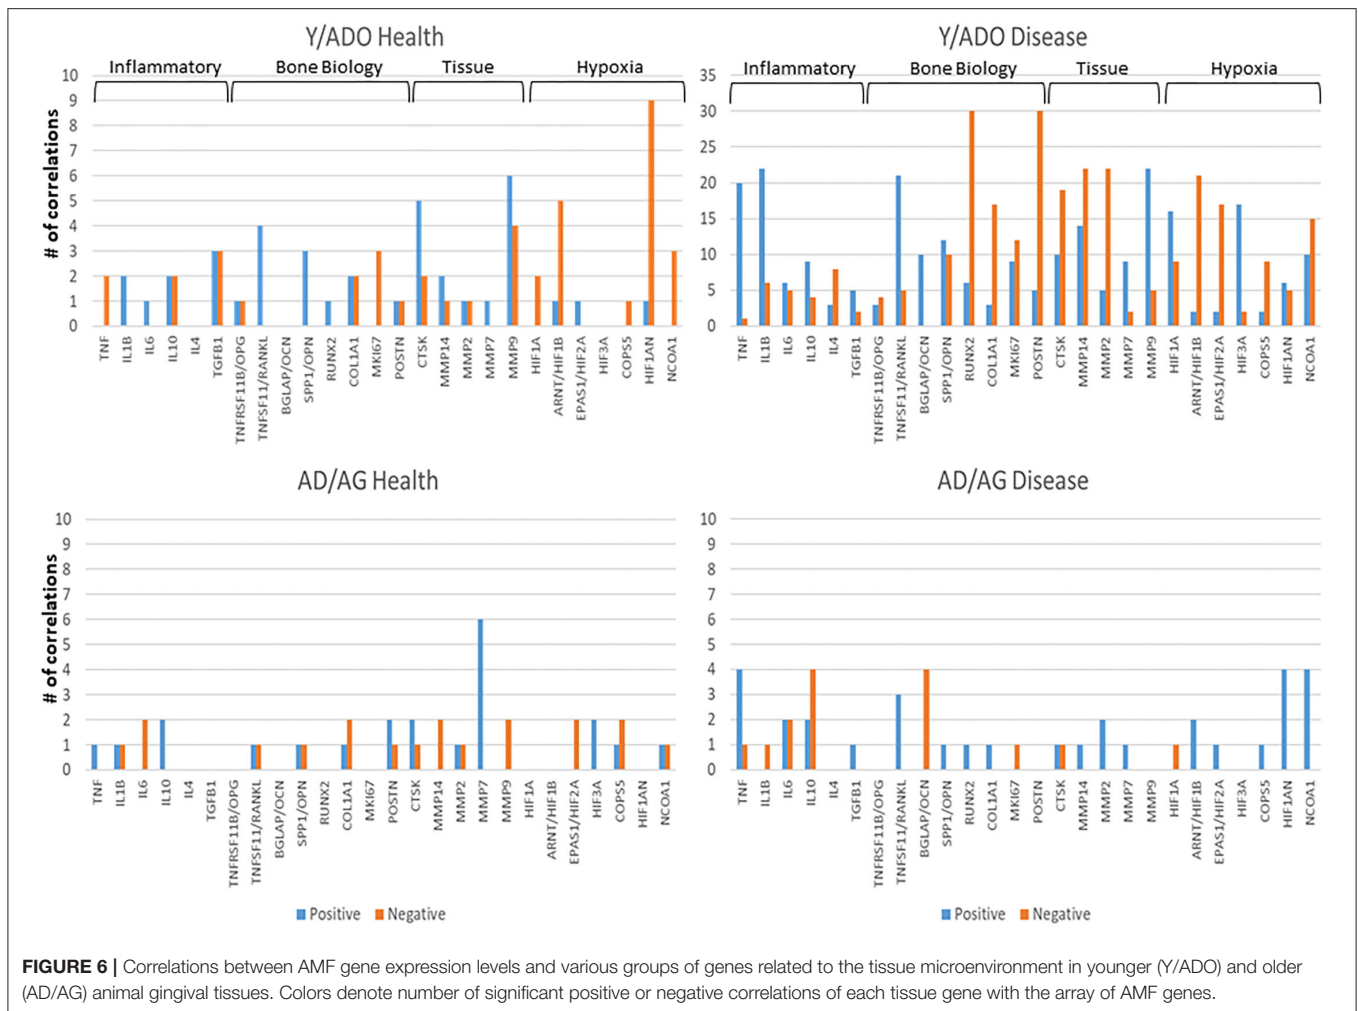 Y/ADO Health
Inflammatory Bone Biology Tissue Hypoxia
# of correlations
10
9
8
7
6
5
4
3
2
1
0
TNF
IL1B
IL6
IL10
IL4
TGFB1
TNFRSF11B/OPG
TNFSF11/RANKL
BGLAP/OCN
SPP1/OPN
RUNX2
COL1A1
MKI67
POSTN
CTSK
MMP14
MMP2
MMP7
MMP9
HIF1A
ARNT/HIF1B
EPAS1/HIF2A
HIF3A
COPS5
HIF1AN
NCOA1
Y/ADO Disease
Inflammatory Bone Biology Tissue Hypoxia
35
30
25
20
15
10
5
0
TNF
IL1B
IL6
IL10
IL4
TGFB1
TNFRSF11B/OPG
TNFSF11/RANKL
BGLAP/OCN
SPP1/OPN
RUNX2
COL1A1
MKI67
POSTN
CTSK
MMP14
MMP2
MMP7
MMP9
HIF1A
ARNT/HIF1B
EPAS1/HIF2A
HIF3A
COPS5
HIF1AN
NCOA1
AD/AG Health
# of correlations
10
9
8
7
6
5
4
3
2
1
0
TNF
IL1B
IL6
IL10
IL4
TGFB1
TNFRSF11B/OPG
TNFSF11/RANKL
BGLAP/OCN
SPP1/OPN
RUNX2
COL1A1
MKI67
POSTN
CTSK
MMP14
MMP2
MMP7
MMP9
HIF1A
ARNT/HIF1B
EPAS1/HIF2A
HIF3A
COPS5
HIF1AN
NCOA1
Positive Negative
AD/AG Disease
10
9
8
7
6
5
4
3
2
1
0
TNF
IL1B
IL6
IL10
IL4
TGFB1
TNFRSF11B/OPG
TNFSF11/RANKL
BGLAP/OCN
SPP1/OPN
RUNX2
COL1A1
MKI67
POSTN
CTSK
MMP14
MMP2
MMP7
MMP9
HIF1A
ARNT/HIF1B
EPAS1/HIF2A
HIF3A
COPS5
HIF1AN
NCOA1
Positive Negative
FIGURE 6 | Correlations between AMF gene expression levels and various groups of genes related to the tissue microenvironment in younger (Y/ADO) and older
(AD/AG) animal gingival tissues. Colors denote number of significant positive or negative correlations of each tissue gene with the array of AMF genes.